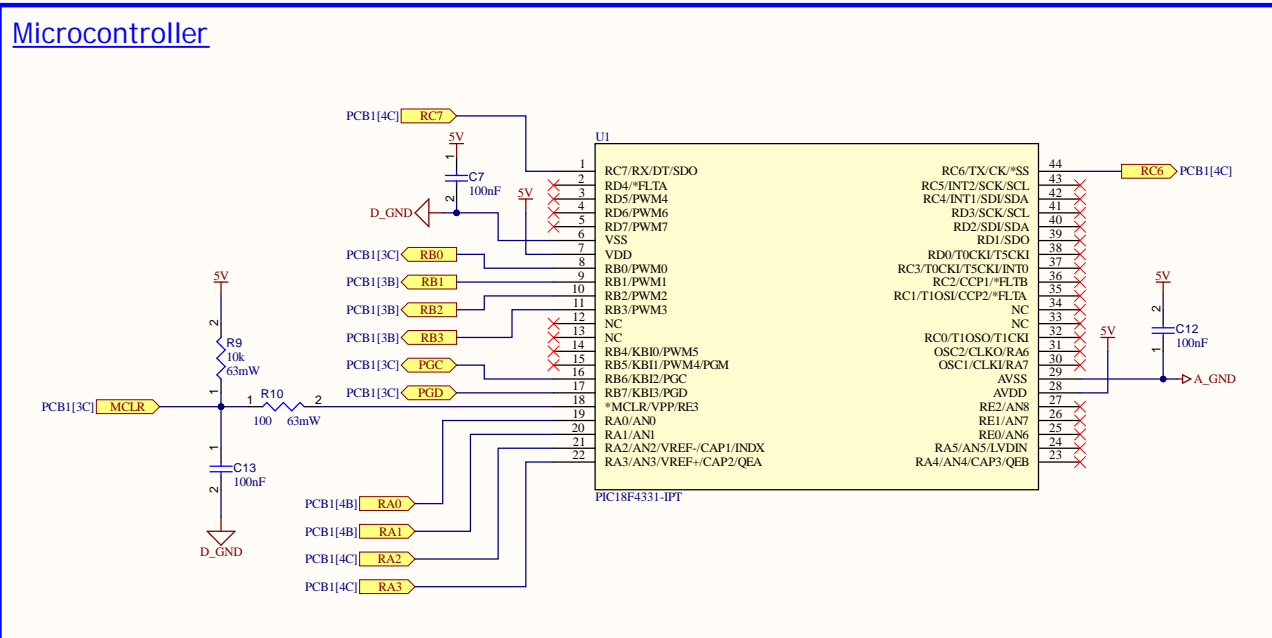 Microcontroller
PCB1[4C] RC7
5V
1
C7
100nF
2
D_GND
5V
PCB1[3C] RB0
PCB1[3B] RB1
PCB1[3B] RB2
PCB1[3B] RB3
PCB1[3C] PGC
PCB1[3C] PGD
5V
2
R9
10k
63mW
1
PCB1[3C] MCLR
R10
1 2
100 63mW
1
C13
100nF
2
D_GND
PCB1[4B] RA0
PCB1[4B] RA1
PCB1[4C] RA2
PCB1[4C] RA3
U1
1 RC7/RX/DT/SDO
2 RD4/*FLTA
3 RD5/PWM4
4 RD6/PWM6
5 RD7/PWM7
6 VSS
7 VDD
8 RB0/PWM0
9 RB1/PWM1
10 RB2/PWM2
11 RB3/PWM3
12 NC
13 NC
14 RB4/KBI0/PWM5
15 RB5/KBI1/PWM4/PGM
16 RB6/KBI2/PGC
17 RB7/KBI3/PGD
18 *MCLR/VPP/RE3
19 RA0/AN0
20 RA1/AN1
21 RA2/AN2/VREF-/CAP1/INDX
22 RA3/AN3/VREF+/CAP2/QEA
RC6/TX/CK/*SS 44
RC5/INT2/SCK/SCL 43
RC4/INT1/SDI/SDA 42
RD3/SCK/SCL 41
RD2/SDI/SDA 40
RD1/SDO 39
RD0/T0CKI/T5CKI 38
RC3/T0CKI/T5CKI/INT0 37
RC2/CCP1/*FLTB 36
RC1/T1OSI/CCP2/*FLTA 35
NC 34
NC 33
RC0/T1OSO/T1CKI 32
OSC2/CLKO/RA6 31
OSC1/CLKI/RA7 30
AVSS 29
AVDD 28
RE2/AN8 27
RE1/AN7 26
RE0/AN6 25
RA5/AN5/LVDIN 24
RA4/AN4/CAP3/QEB 23
PIC18F4331-IPT
RC6 PCB1[4C]
5V
2
C12
100nF
1
5V
A_GND